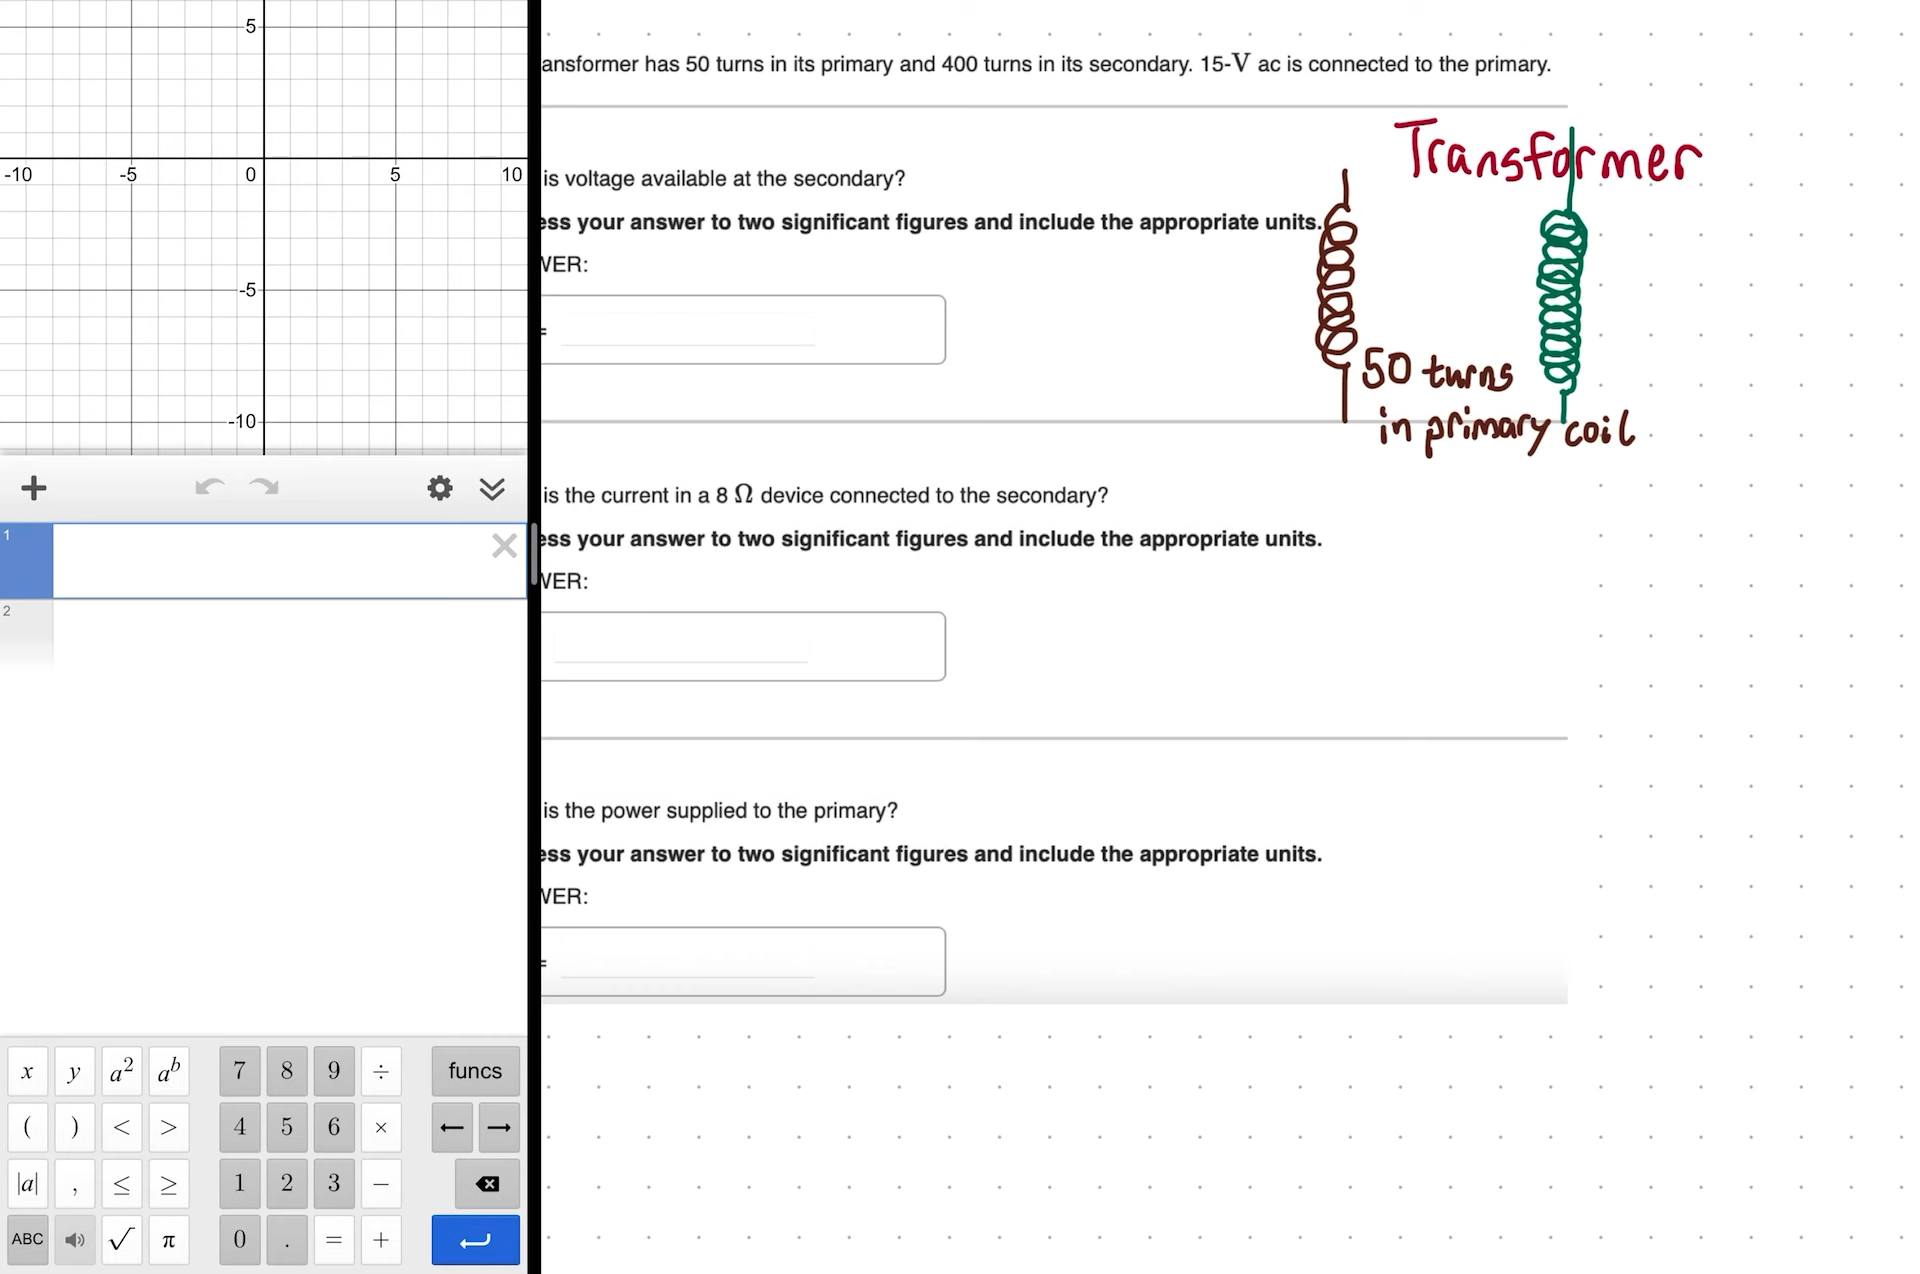 5
-10
-5
0
5
10
-5
-10
1
2
x y a² aᵇ 7 8 9 ÷ funcs
( ) < > 4 5 6 × ← →
|a| , ≤ ≥ 1 2 3 −
ABC √ π 0 . = +
ansformer has 50 turns in its primary and 400 turns in its secondary. 15-V ac is connected to the primary.
Transformer
is voltage available at the secondary?
ess your answer to two significant figures and include the appropriate units.
WER:
=
50 turns
in primary coil
is the current in a 8 Ω device connected to the secondary?
ess your answer to two significant figures and include the appropriate units.
WER:
is the power supplied to the primary?
ess your answer to two significant figures and include the appropriate units.
WER:
=